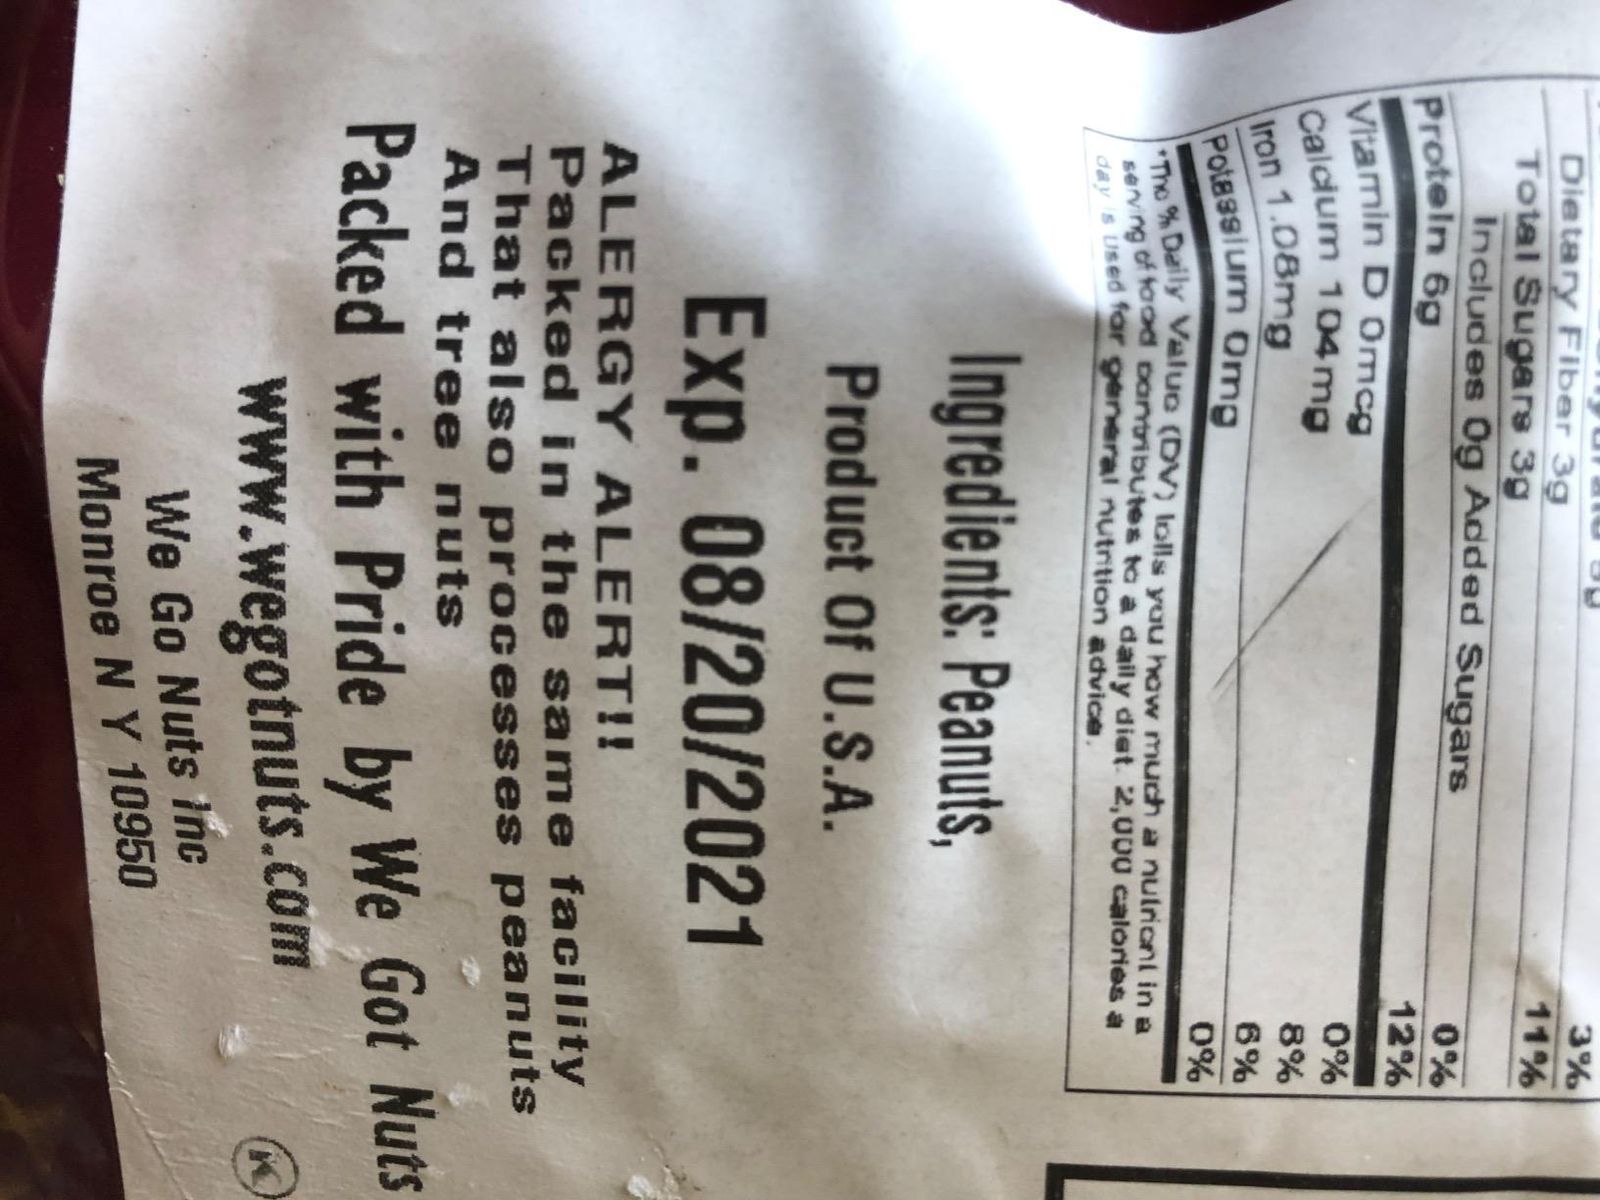 3%
Dietary Fiber 3g 11%
Total Sugars 3g
Includes 0g Added Sugars 0%
Protein 6g 12%
Vitamin D 0mcg 0%
Calcium 104mg 8%
Iron 1.08mg 6%
Potassium 0mg 0%
*The % Daily Value (DV) tells you how much a nutrient in a
serving of food contributes to a daily diet. 2,000 calories a
day is used for general nutrition advice.
Ingredients: Peanuts,
Product Of U.S.A.
Exp. 08/20/2021
ALERGY ALERT!!
Packed in the same facility
That also processes peanuts
And tree nuts
Packed with Pride by We Got Nuts
www.wegotnuts.com
We Go Nuts Inc
Monroe N Y 10950
K